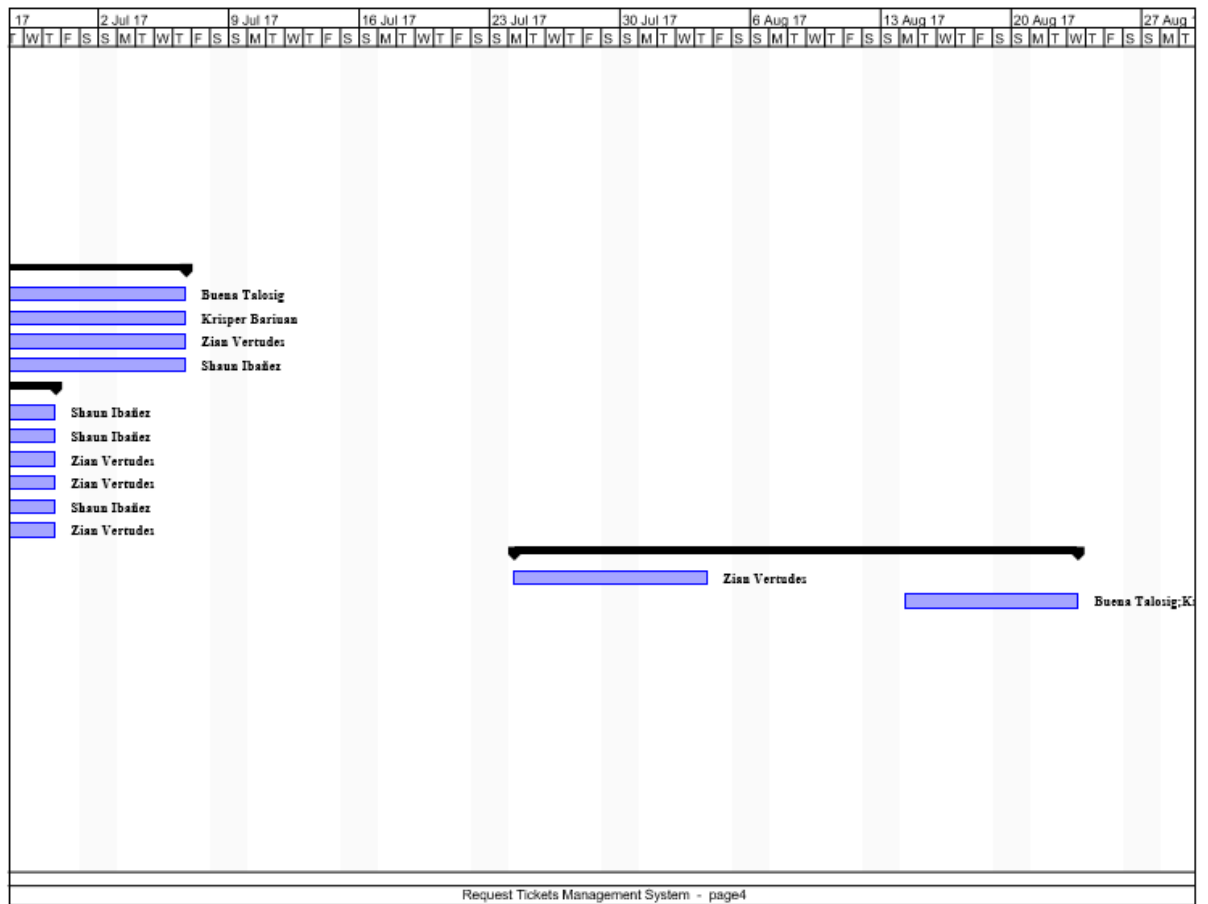 17 2 Jul 17 9 Jul 17 16 Jul 17 23 Jul 17 30 Jul 17 6 Aug 17 13 Aug 17 20 Aug 17 27 Aug
T W T F S S M T W T F S S M T W T F S S M T W T F S S M T W T F S S M T W T F S S M T W T F S S M T W T F S S M T W T F S S M T
Buena Talosig
Krisper Bariuan
Zian Vertudes
Shaun Ibañez
Shaun Ibañez
Shaun Ibañez
Zian Vertudes
Zian Vertudes
Shaun Ibañez
Zian Vertudes
Zian Vertudes
Buena Talosig;K
Request Tickets Management System - page4